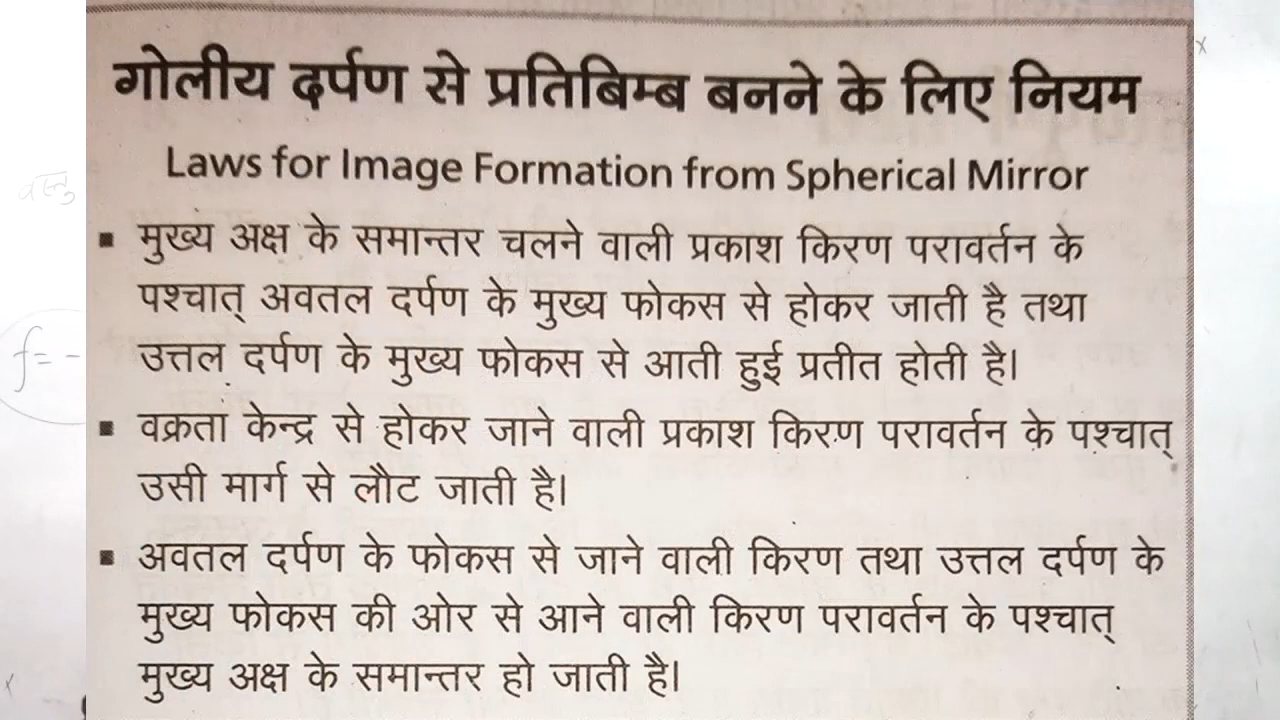 गोलीय दर्पण से प्रतिबिम्ब बनने के लिए नियम
Laws for Image Formation from Spherical Mirror
▪ मुख्य अक्ष के समान्तर चलने वाली प्रकाश किरण परावर्तन के
पश्चात् अवतल दर्पण के मुख्य फोकस से होकर जाती है तथा
उत्तल दर्पण के मुख्य फोकस से आती हुई प्रतीत होती है।
▪ वक्रता केन्द्र से होकर जाने वाली प्रकाश किरण परावर्तन के पश्चात्
उसी मार्ग से लौट जाती है।
▪ अवतल दर्पण के फोकस से जाने वाली किरण तथा उत्तल दर्पण के
मुख्य फोकस की ओर से आने वाली किरण परावर्तन के पश्चात्
मुख्य अक्ष के समान्तर हो जाती है।
वस्तु
f = -